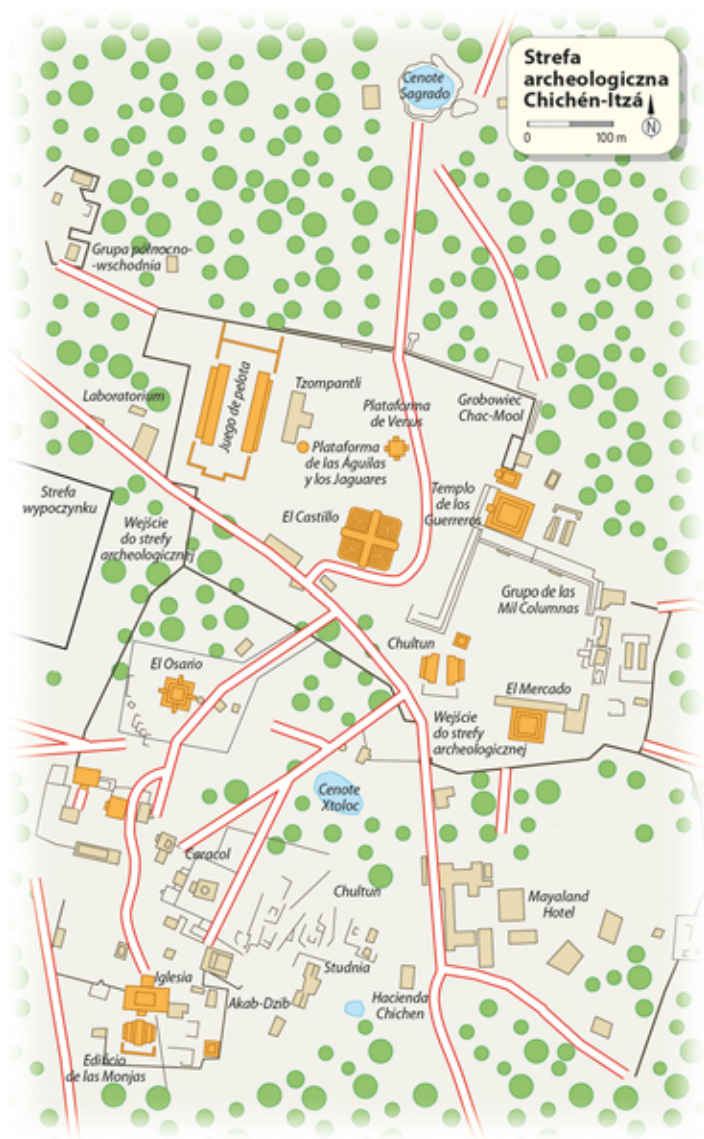 Strefa
archeologiczna
Chichén-Itzá
N
0 100 m
Cenote
Sagrado
Grupa północno-
-wschodnia
Laboratorium
Juego de pelota
Tzompantli
Plataforma
de Venus
Grobowiec
Chac-Mool
Plataforma
de las Águilas
y los Jaguares
Strefa
wypoczynku
Wejście
do strefy
archeologicznej
El Castillo
Templo
de los
Guerreros
Grupo de las
Mil Columnas
Chultun
El Osario
El Mercado
Wejście
do strefy
archeologicznej
Cenote
Xtoloc
Caracol
Chultun
Mayaland
Hotel
Iglesia
Studnia
Akab-Dzib
Hacienda
Chichen
Edificio
de las Monjas